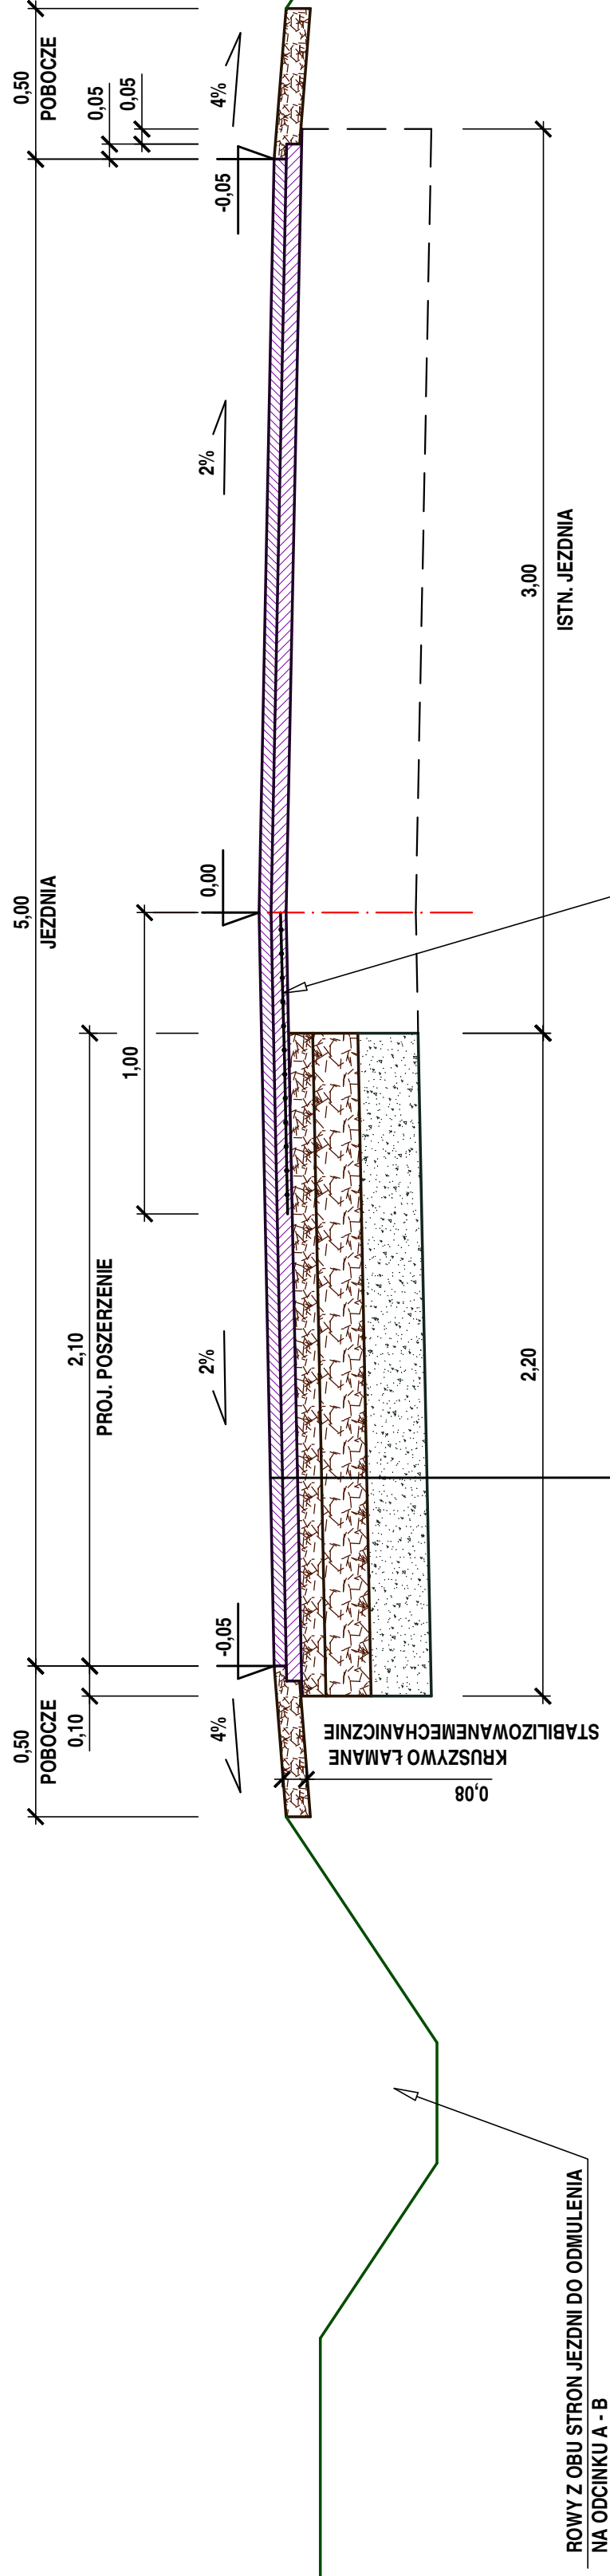 0,50
POBOCZE
5,00
JEZDNIA
0,50
POBOCZE
0,10
2,10
PROJ. POSZERZENIE
1,00
0,05
0,05
4%
-0,05
2%
0,00
2%
-0,05
4%
KRUSZYWO ŁAMANE
STABILIZOWANEMECHANICZNIE
0,08
2,20
3,00
ISTN. JEZDNIA
ROWY Z OBU STRON JEZDNI DO ODMULENIA
NA ODCINKU A - B